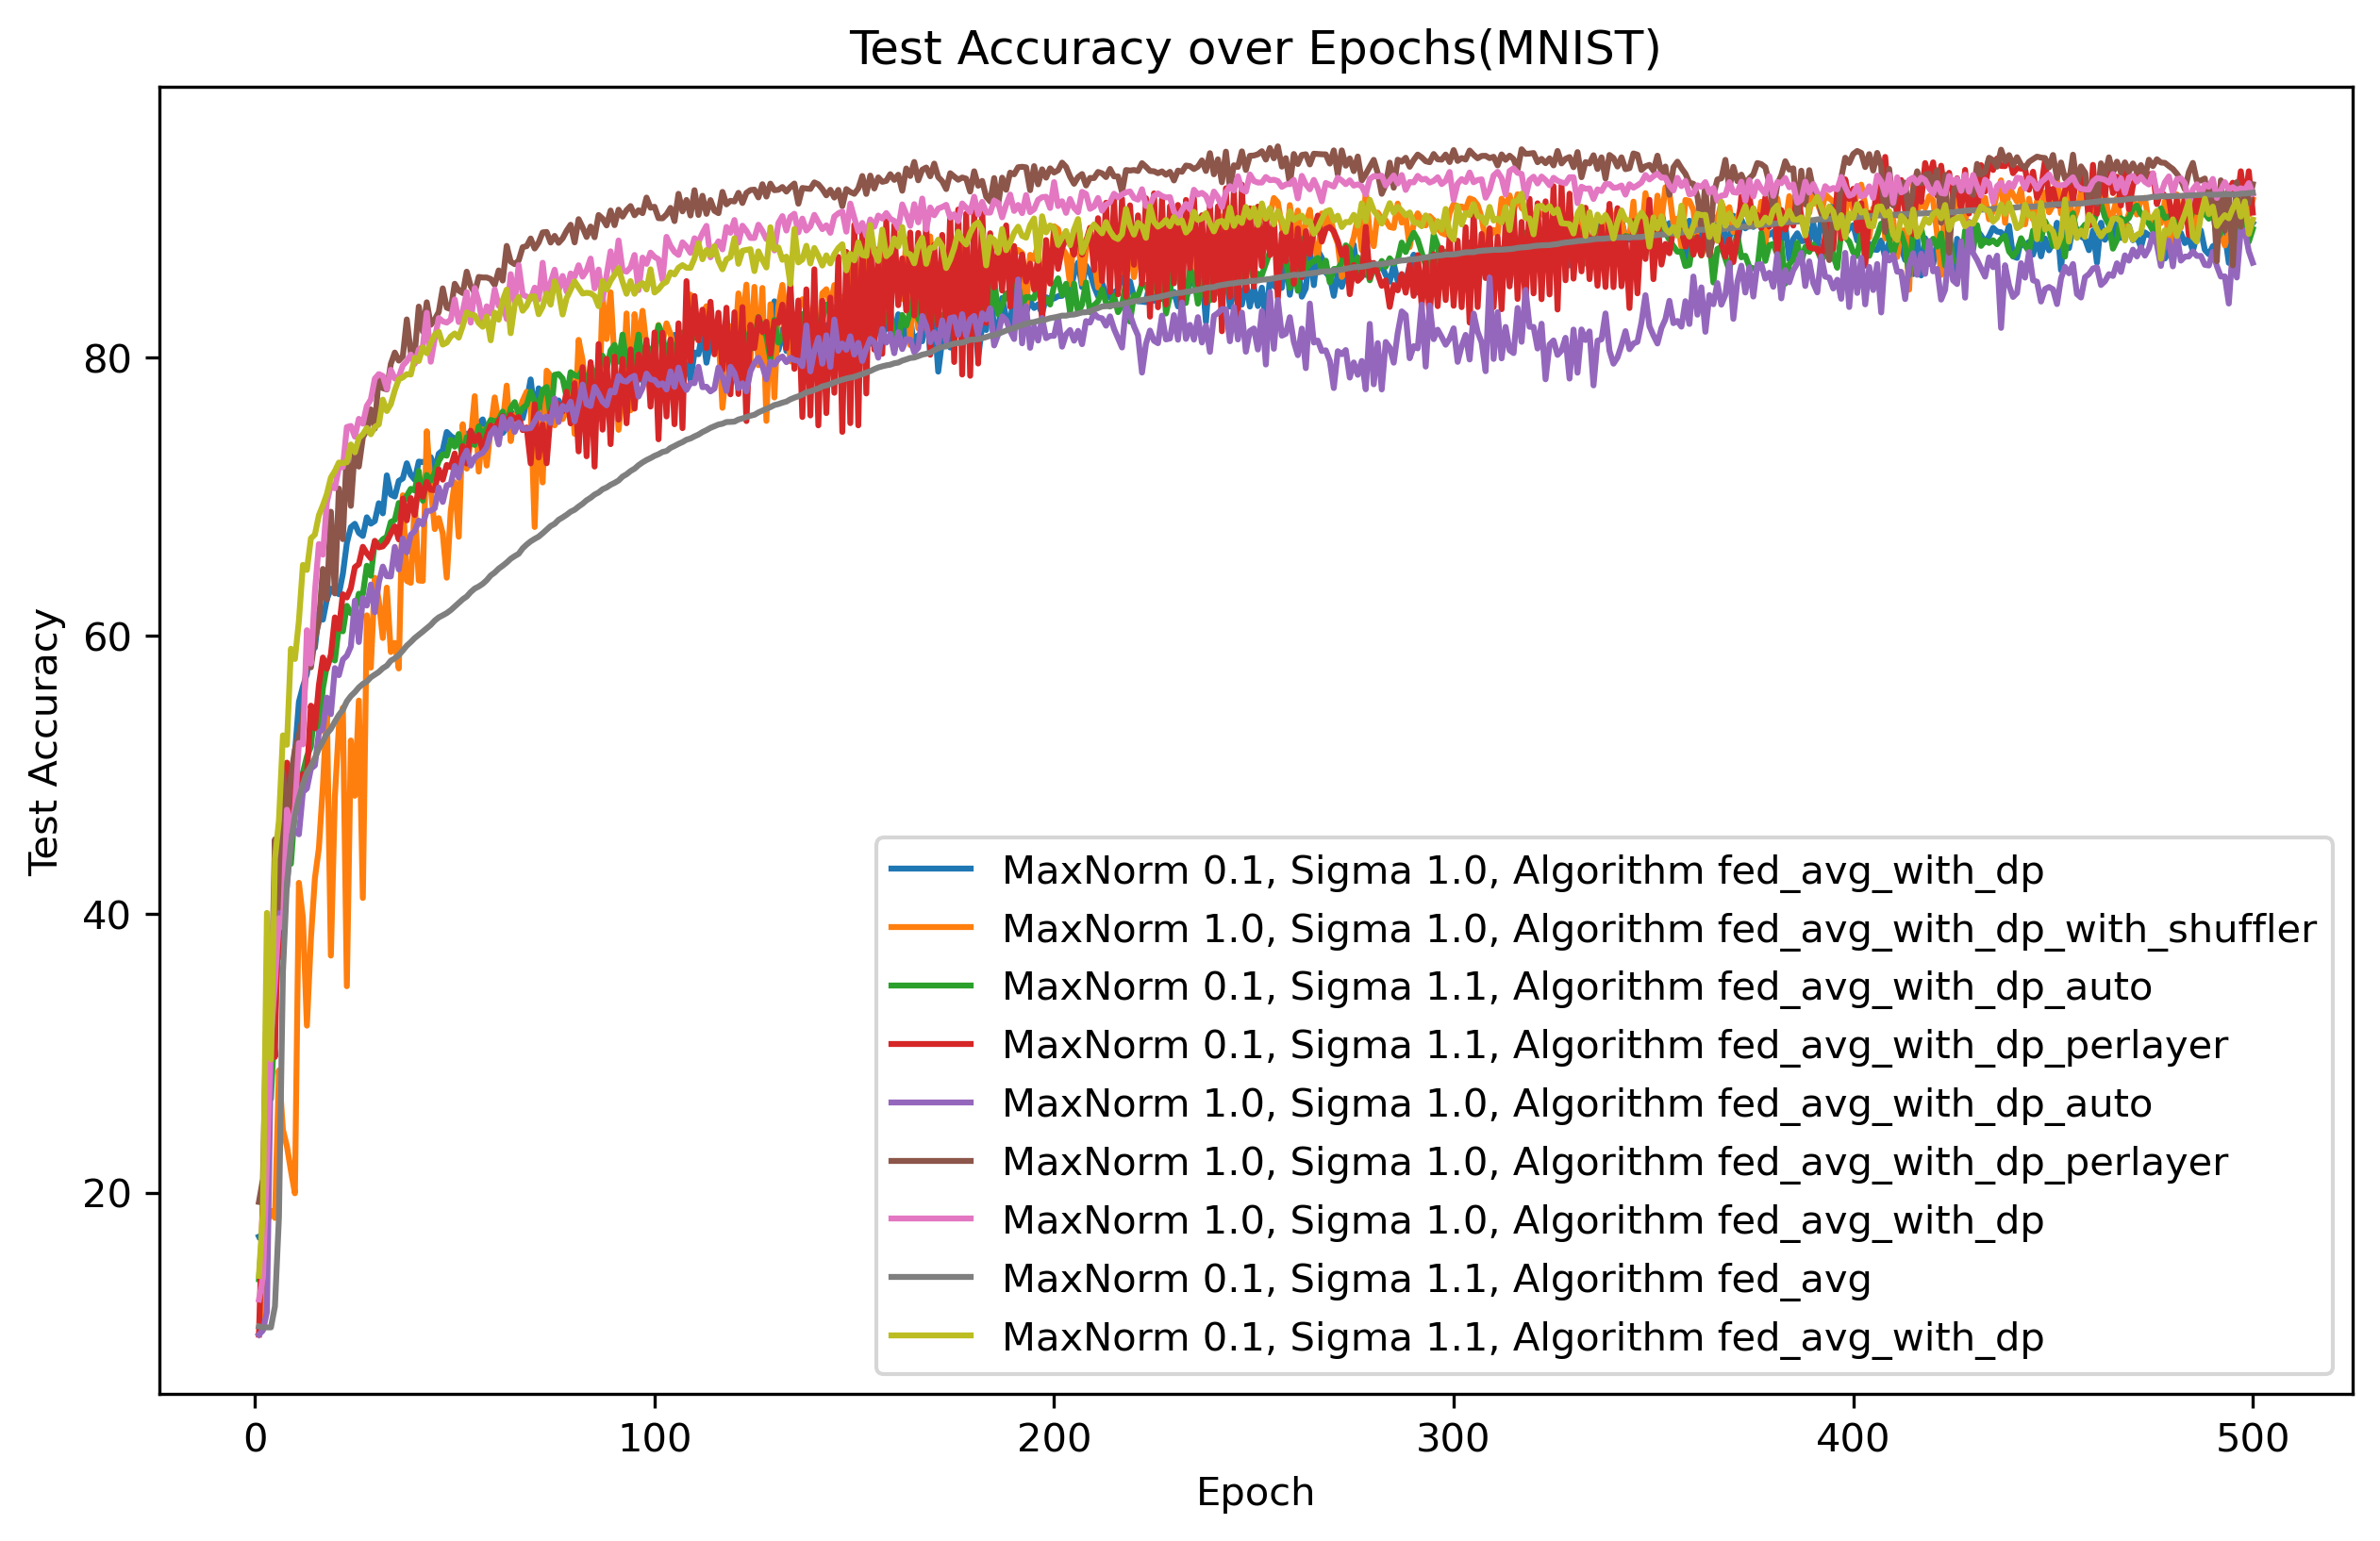 Test Accuracy over Epochs(MNIST)
Test Accuracy
80
60
40
20
MaxNorm 0.1, Sigma 1.0, Algorithm fed_avg_with_dp
MaxNorm 1.0, Sigma 1.0, Algorithm fed_avg_with_dp_with_shuffler
MaxNorm 0.1, Sigma 1.1, Algorithm fed_avg_with_dp_auto
MaxNorm 0.1, Sigma 1.1, Algorithm fed_avg_with_dp_perlayer
MaxNorm 1.0, Sigma 1.0, Algorithm fed_avg_with_dp_auto
MaxNorm 1.0, Sigma 1.0, Algorithm fed_avg_with_dp_perlayer
MaxNorm 1.0, Sigma 1.0, Algorithm fed_avg_with_dp
MaxNorm 0.1, Sigma 1.1, Algorithm fed_avg
MaxNorm 0.1, Sigma 1.1, Algorithm fed_avg_with_dp
0 100 200 300 400 500
Epoch